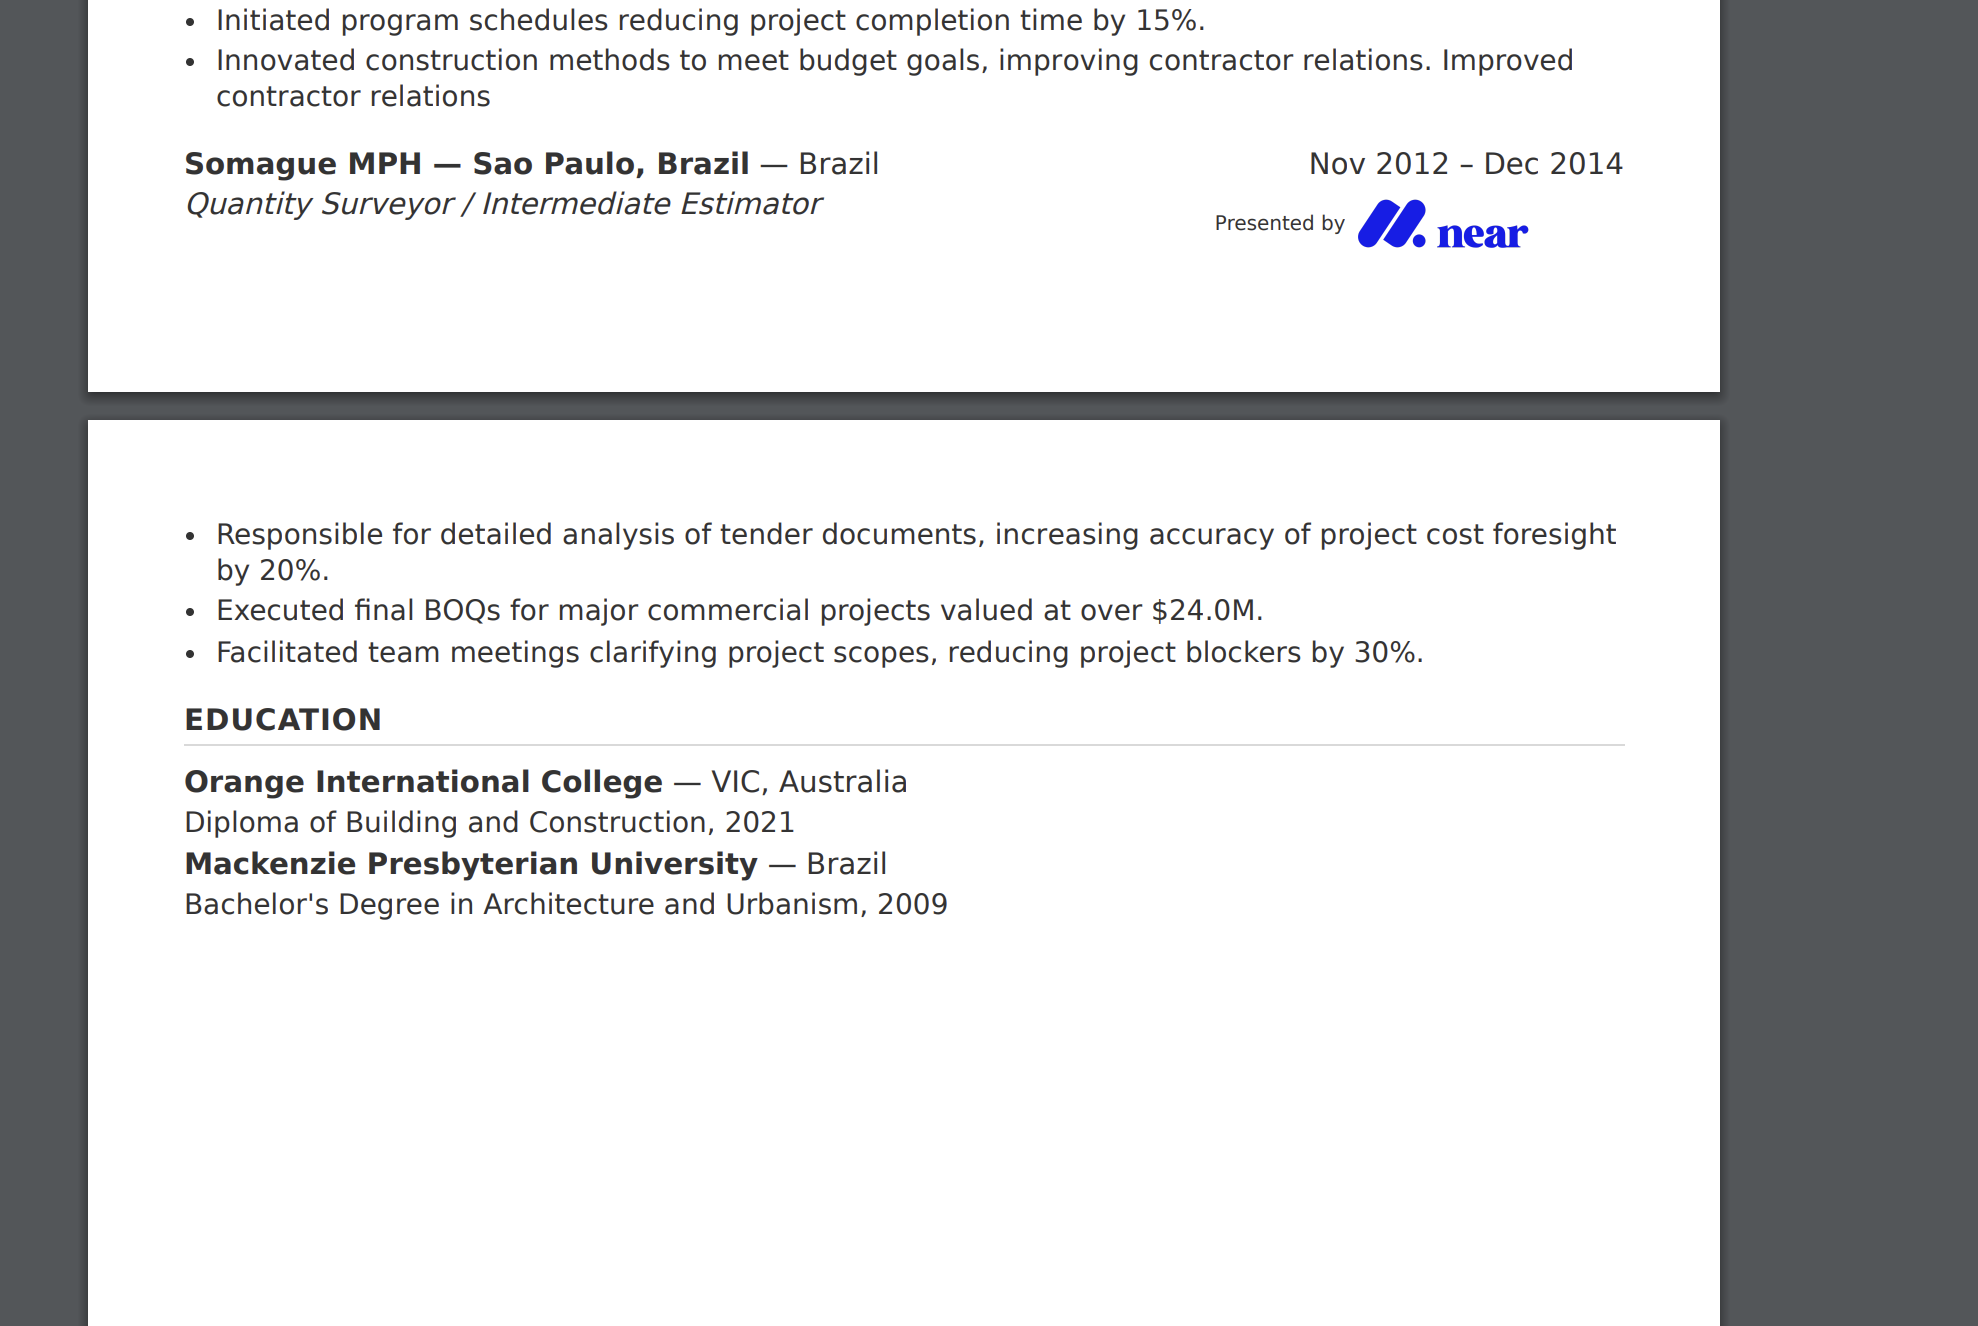 • Initiated program schedules reducing project completion time by 15%.
• Innovated construction methods to meet budget goals, improving contractor relations. Improved
contractor relations
Somague MPH — Sao Paulo, Brazil — Brazil Nov 2012 – Dec 2014
Quantity Surveyor / Intermediate Estimator
Presented by near
• Responsible for detailed analysis of tender documents, increasing accuracy of project cost foresight
by 20%.
• Executed final BOQs for major commercial projects valued at over $24.0M.
• Facilitated team meetings clarifying project scopes, reducing project blockers by 30%.
EDUCATION
Orange International College — VIC, Australia
Diploma of Building and Construction, 2021
Mackenzie Presbyterian University — Brazil
Bachelor's Degree in Architecture and Urbanism, 2009